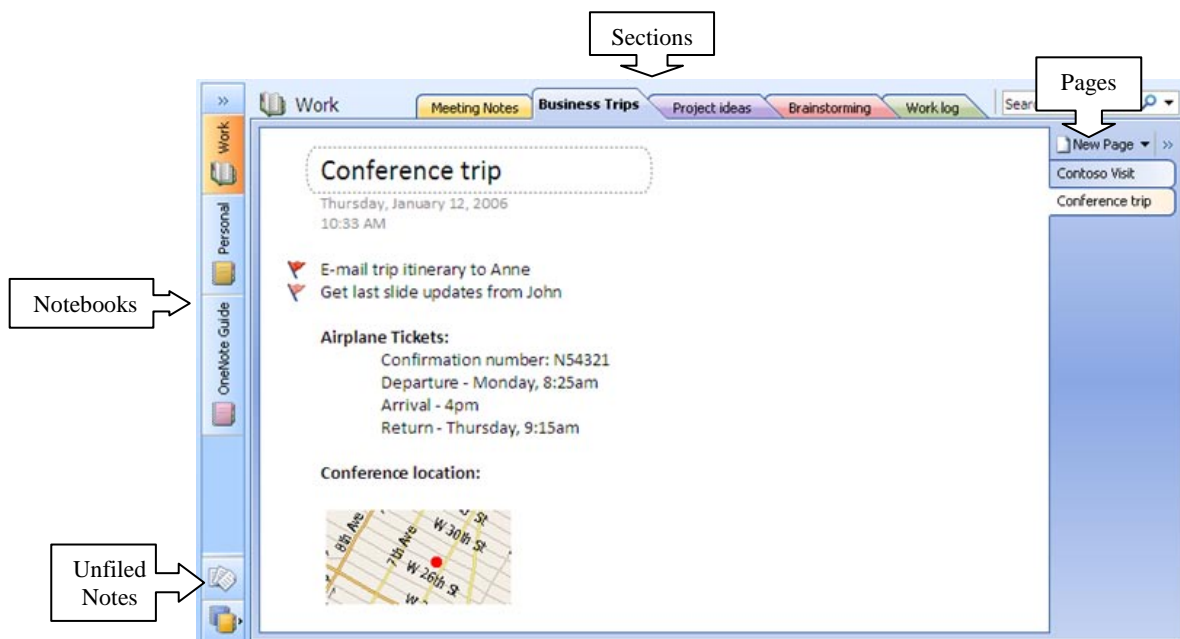 Sections
Pages
Work
Meeting Notes
Business Trips
Project ideas
Brainstorming
Work log
New Page
Contoso Visit
Conference trip
Work
Personal
OneNote Guide
Notebooks
Unfiled
Notes
Conference trip
Thursday, January 12, 2006
10:33 AM
E-mail trip itinerary to Anne
Get last slide updates from John
Airplane Tickets:
Confirmation number: N54321
Departure - Monday, 8:25am
Arrival - 4pm
Return - Thursday, 9:15am
Conference location:
8th Ave
7th Ave
W 30th St
W 26th St